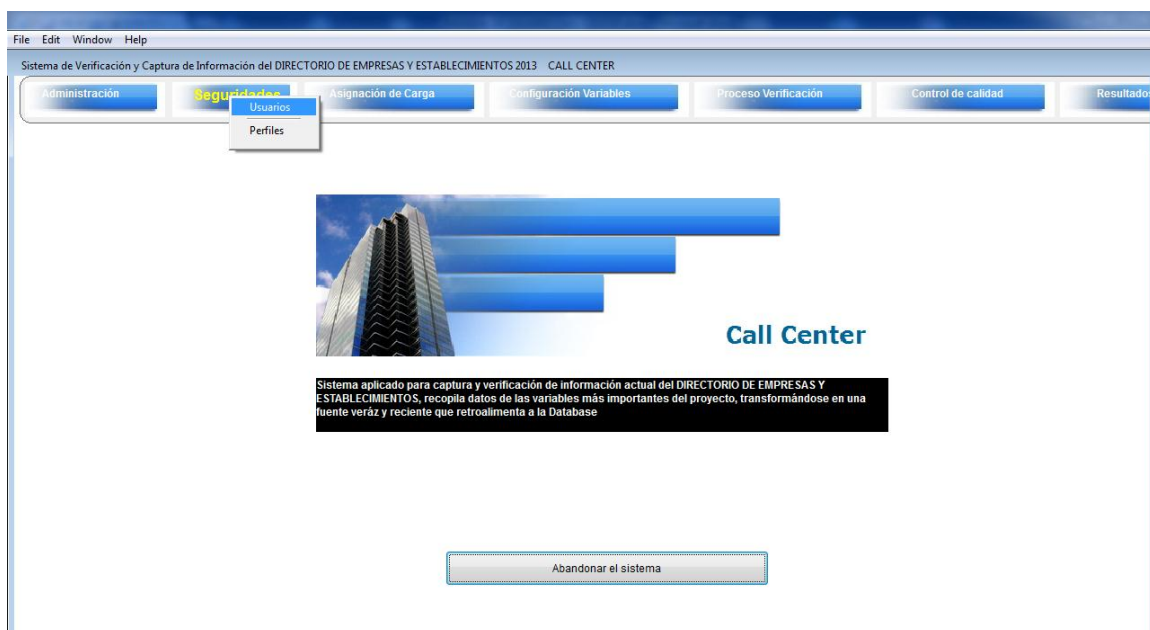 File Edit Window Help
Sistema de Verificación y Captura de Información del DIRECTORIO DE EMPRESAS Y ESTABLECIMIENTOS 2013 CALL CENTER
Administración Seguridades Asignación de Carga Configuración Variables Proceso Verificación Control de calidad Resultados
Usuarios
Perfiles
Call Center
Sistema aplicado para captura y verificación de información actual del DIRECTORIO DE EMPRESAS Y
ESTABLECIMIENTOS, recopila datos de las variables más importantes del proyecto, transformándose en una
fuente veráz y reciente que retroalimenta a la Database
Abandonar el sistema